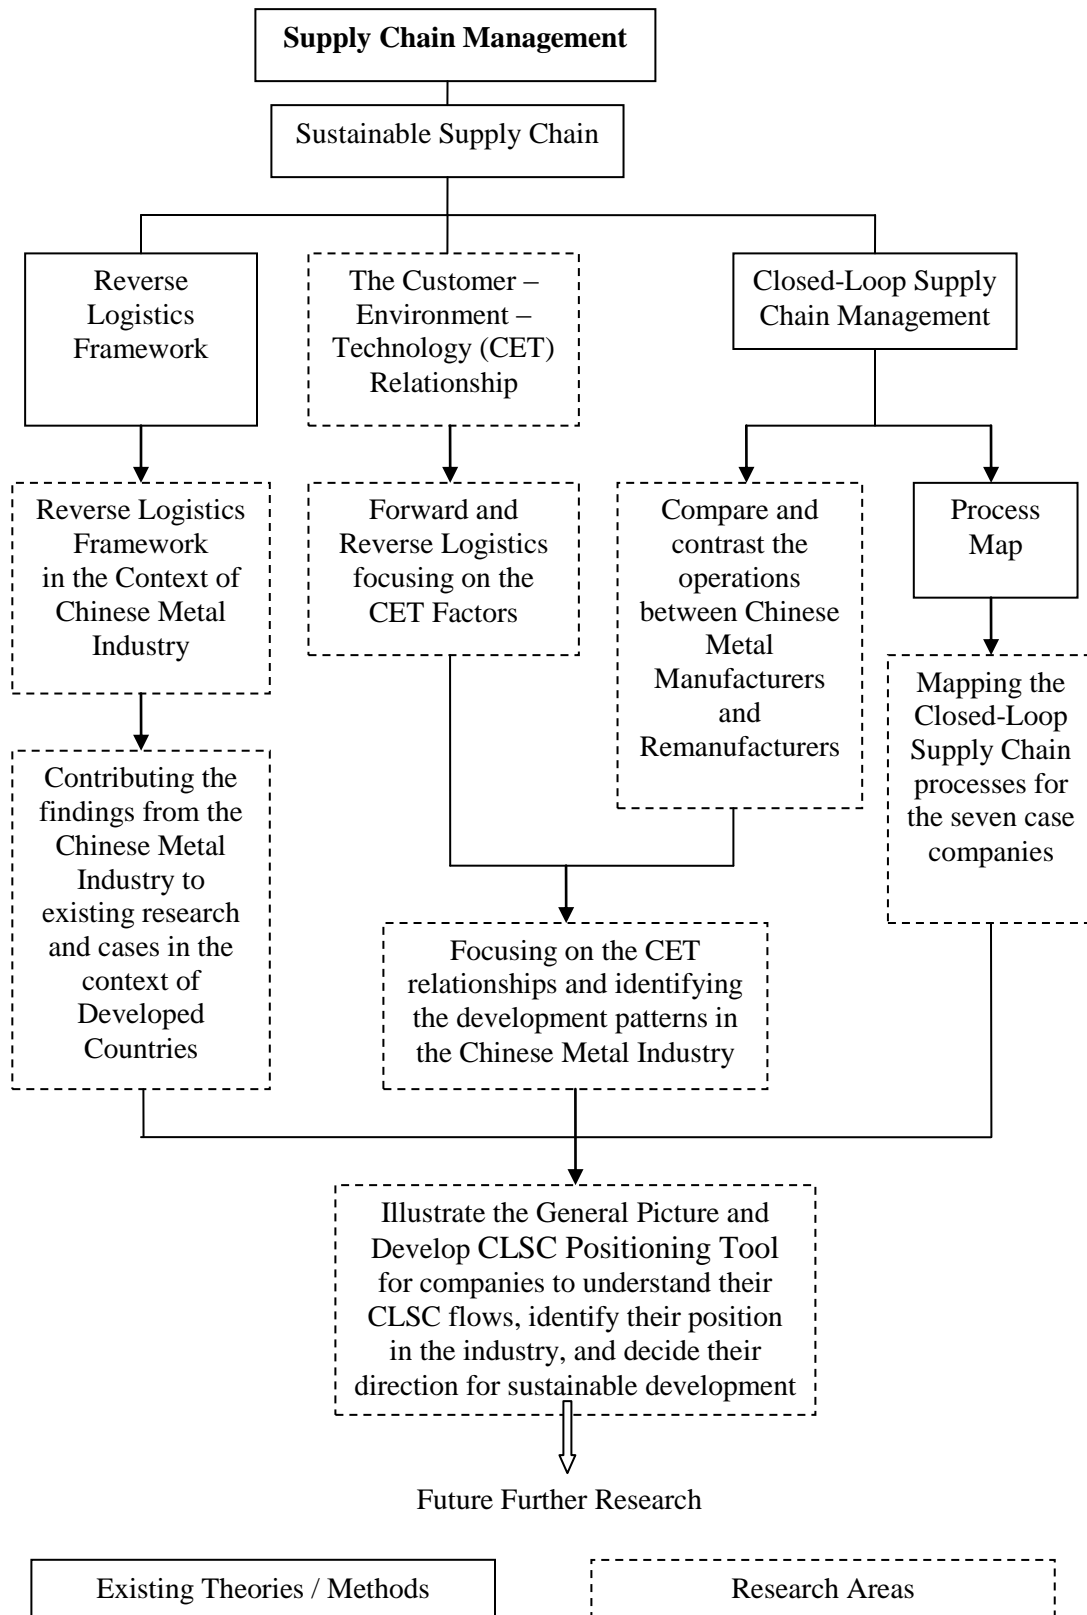 Supply Chain Management
Sustainable Supply Chain
Reverse
Logistics
Framework
The Customer –
Environment –
Technology (CET)
Relationship
Closed-Loop Supply
Chain Management
Reverse Logistics
Framework
in the Context of
Chinese Metal
Industry
Forward and
Reverse Logistics
focusing on the
CET Factors
Compare and
contrast the
operations
between Chinese
Metal
Manufacturers
and
Remanufacturers
Process
Map
Mapping the
Closed-Loop
Supply Chain
processes for
the seven case
companies
Contributing the
findings from the
Chinese Metal
Industry to
existing research
and cases in the
context of
Developed
Countries
Focusing on the CET
relationships and identifying
the development patterns in
the Chinese Metal Industry
Illustrate the General Picture and
Develop CLSC Positioning Tool
for companies to understand their
CLSC flows, identify their position
in the industry, and decide their
direction for sustainable development
Future Further Research
Existing Theories / Methods
Research Areas